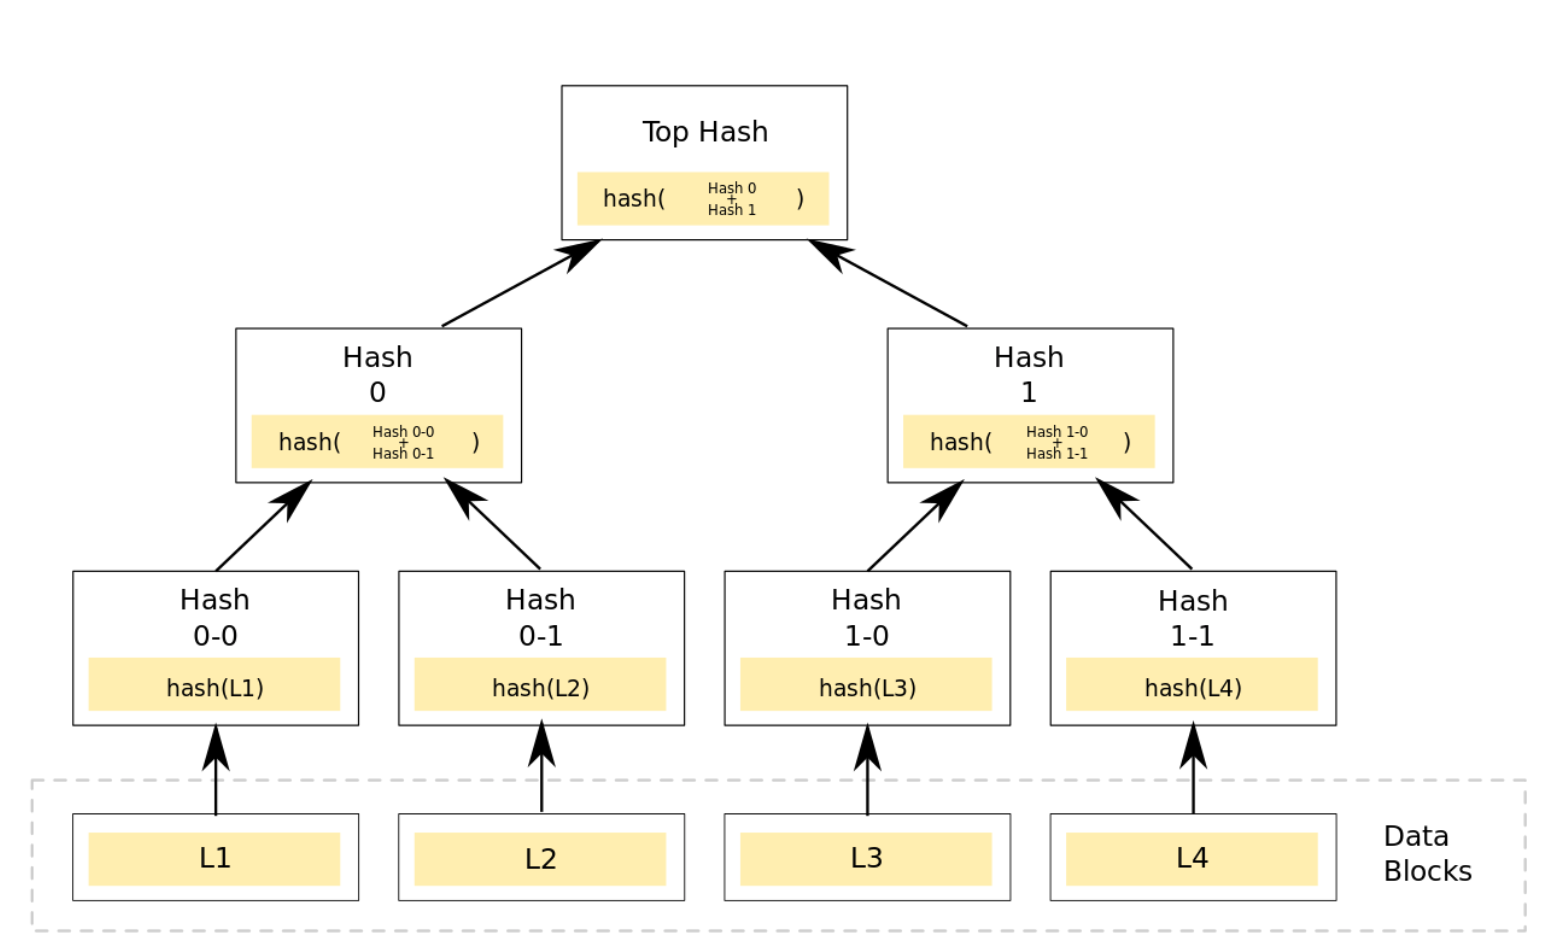 Top Hash
hash( Hash 0 + Hash 1 )
Hash
0
hash( Hash 0-0 + Hash 0-1 )
Hash
1
hash( Hash 1-0 + Hash 1-1 )
Hash
0-0
hash(L1)
Hash
0-1
hash(L2)
Hash
1-0
hash(L3)
Hash
1-1
hash(L4)
L1
L2
L3
L4
Data
Blocks